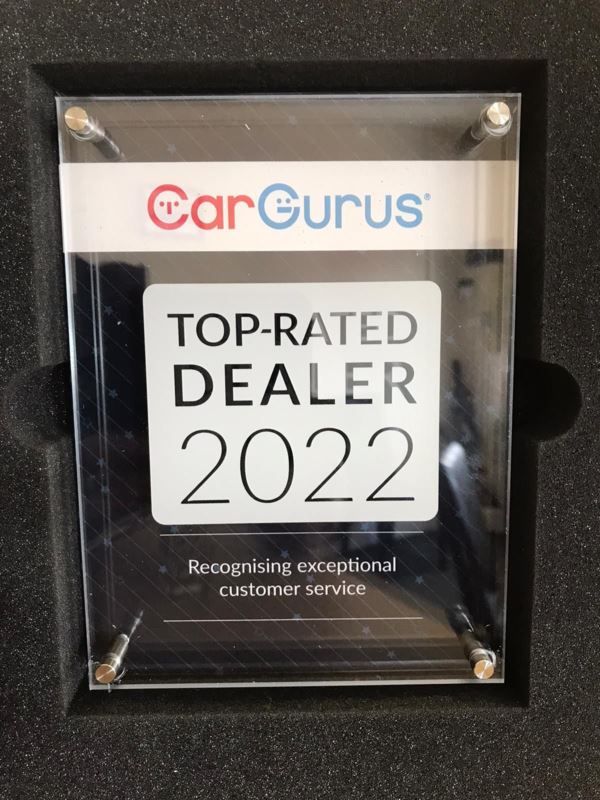 CarGurus®
TOP-RATED
DEALER
2022
Recognising exceptional
customer service